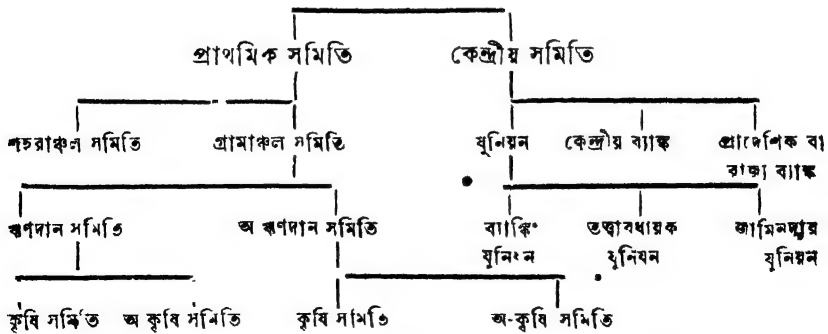 প্রাথমিক সমিতি কেন্দ্রীয় সমিতি
শহরাঞ্চল সমিতি গ্রামাঞ্চল সমিতি যুনিয়ন কেন্দ্রীয় ব্যাঙ্ক প্রাদেশিক বা
রাজ্য ব্যাঙ্ক
ঋণদান সমিতি অ ঋণদান সমিতি ব্যাঙ্কিং তত্ত্বাবধায়ক জামিনদার
যুনিয়ন যুনিয়ন যুনিয়ন
কৃষি সমিতি অ কৃষি সমিতি কৃষি সমিতি অ-কৃষি সমিতি